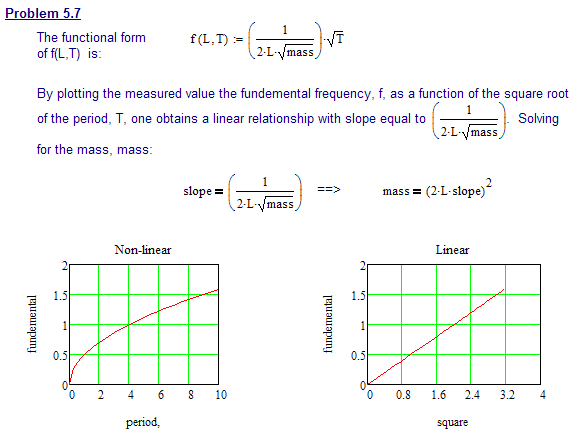 Problem 5.7
The functional form of f(L,T) is:
f(L,T) := (1 / (2·L·√mass))·√T
By plotting the measured value the fundemental frequency, f, as a function of the square root
of the period, T, one obtains a linear relationship with slope equal to (1 / (2·L·√mass)). Solving
for the mass, mass:
slope = (1 / (2·L·√mass)) ==> mass = (2·L·slope)²
Non-linear
fundemental
2
1.5
1
0.5
0
0 2 4 6 8 10
period,
Linear
fundemental
2
1.5
1
0.5
0
0 0.8 1.6 2.4 3.2 4
square